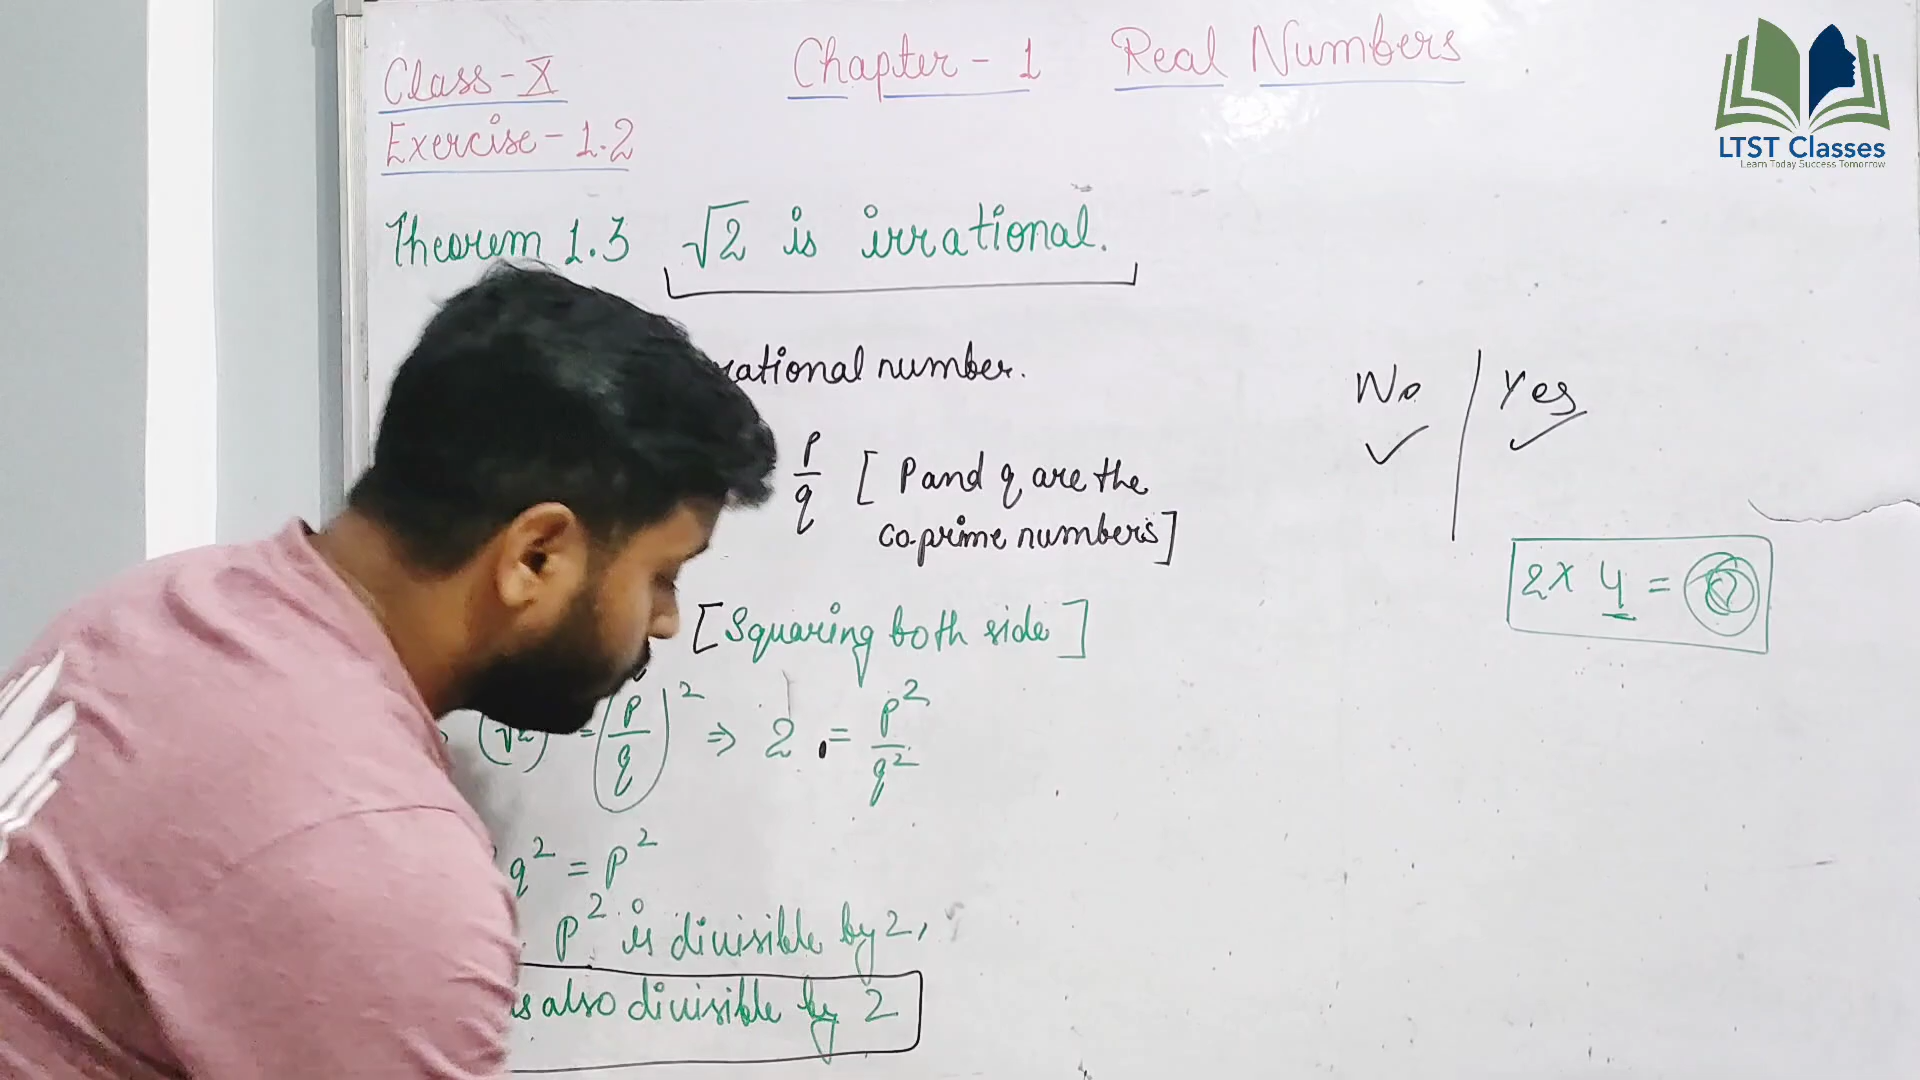 Class-X
Chapter-1 Real Numbers
Exercise-1.2
LTST Classes
Learn Today Success Tomorrow
Theorem 1.3 √2 is irrational.
rational number.
No / Yes
p/q [P and q are the
co-prime numbers]
2 x 4 =
[Squaring both side]
(√2) = (p/q)² ⇒ 2 = p²/q²
q² = p²
p² is divisible by 2,
is also divisible by 2